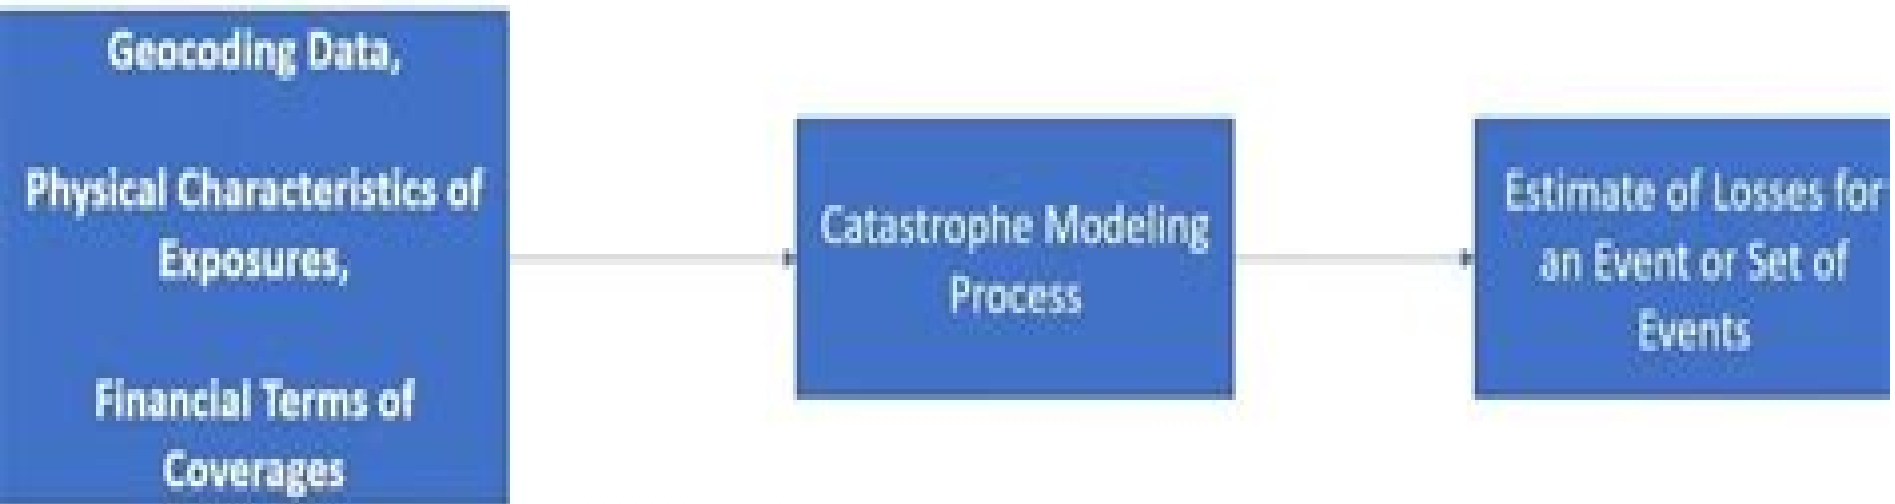 Geocoding Data,
Physical Characteristics of
Exposures,
Financial Terms of
Coverages
Catastrophe Modeling
Process
Estimate of Losses for
an Event or Set of
Events